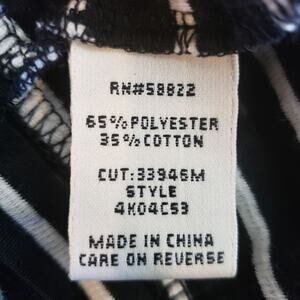 RN#58822
65%POLYESTER
35%COTTON
CUT:33946M
STYLE
4K04C53
MADE IN CHINA
CARE ON REVERSE